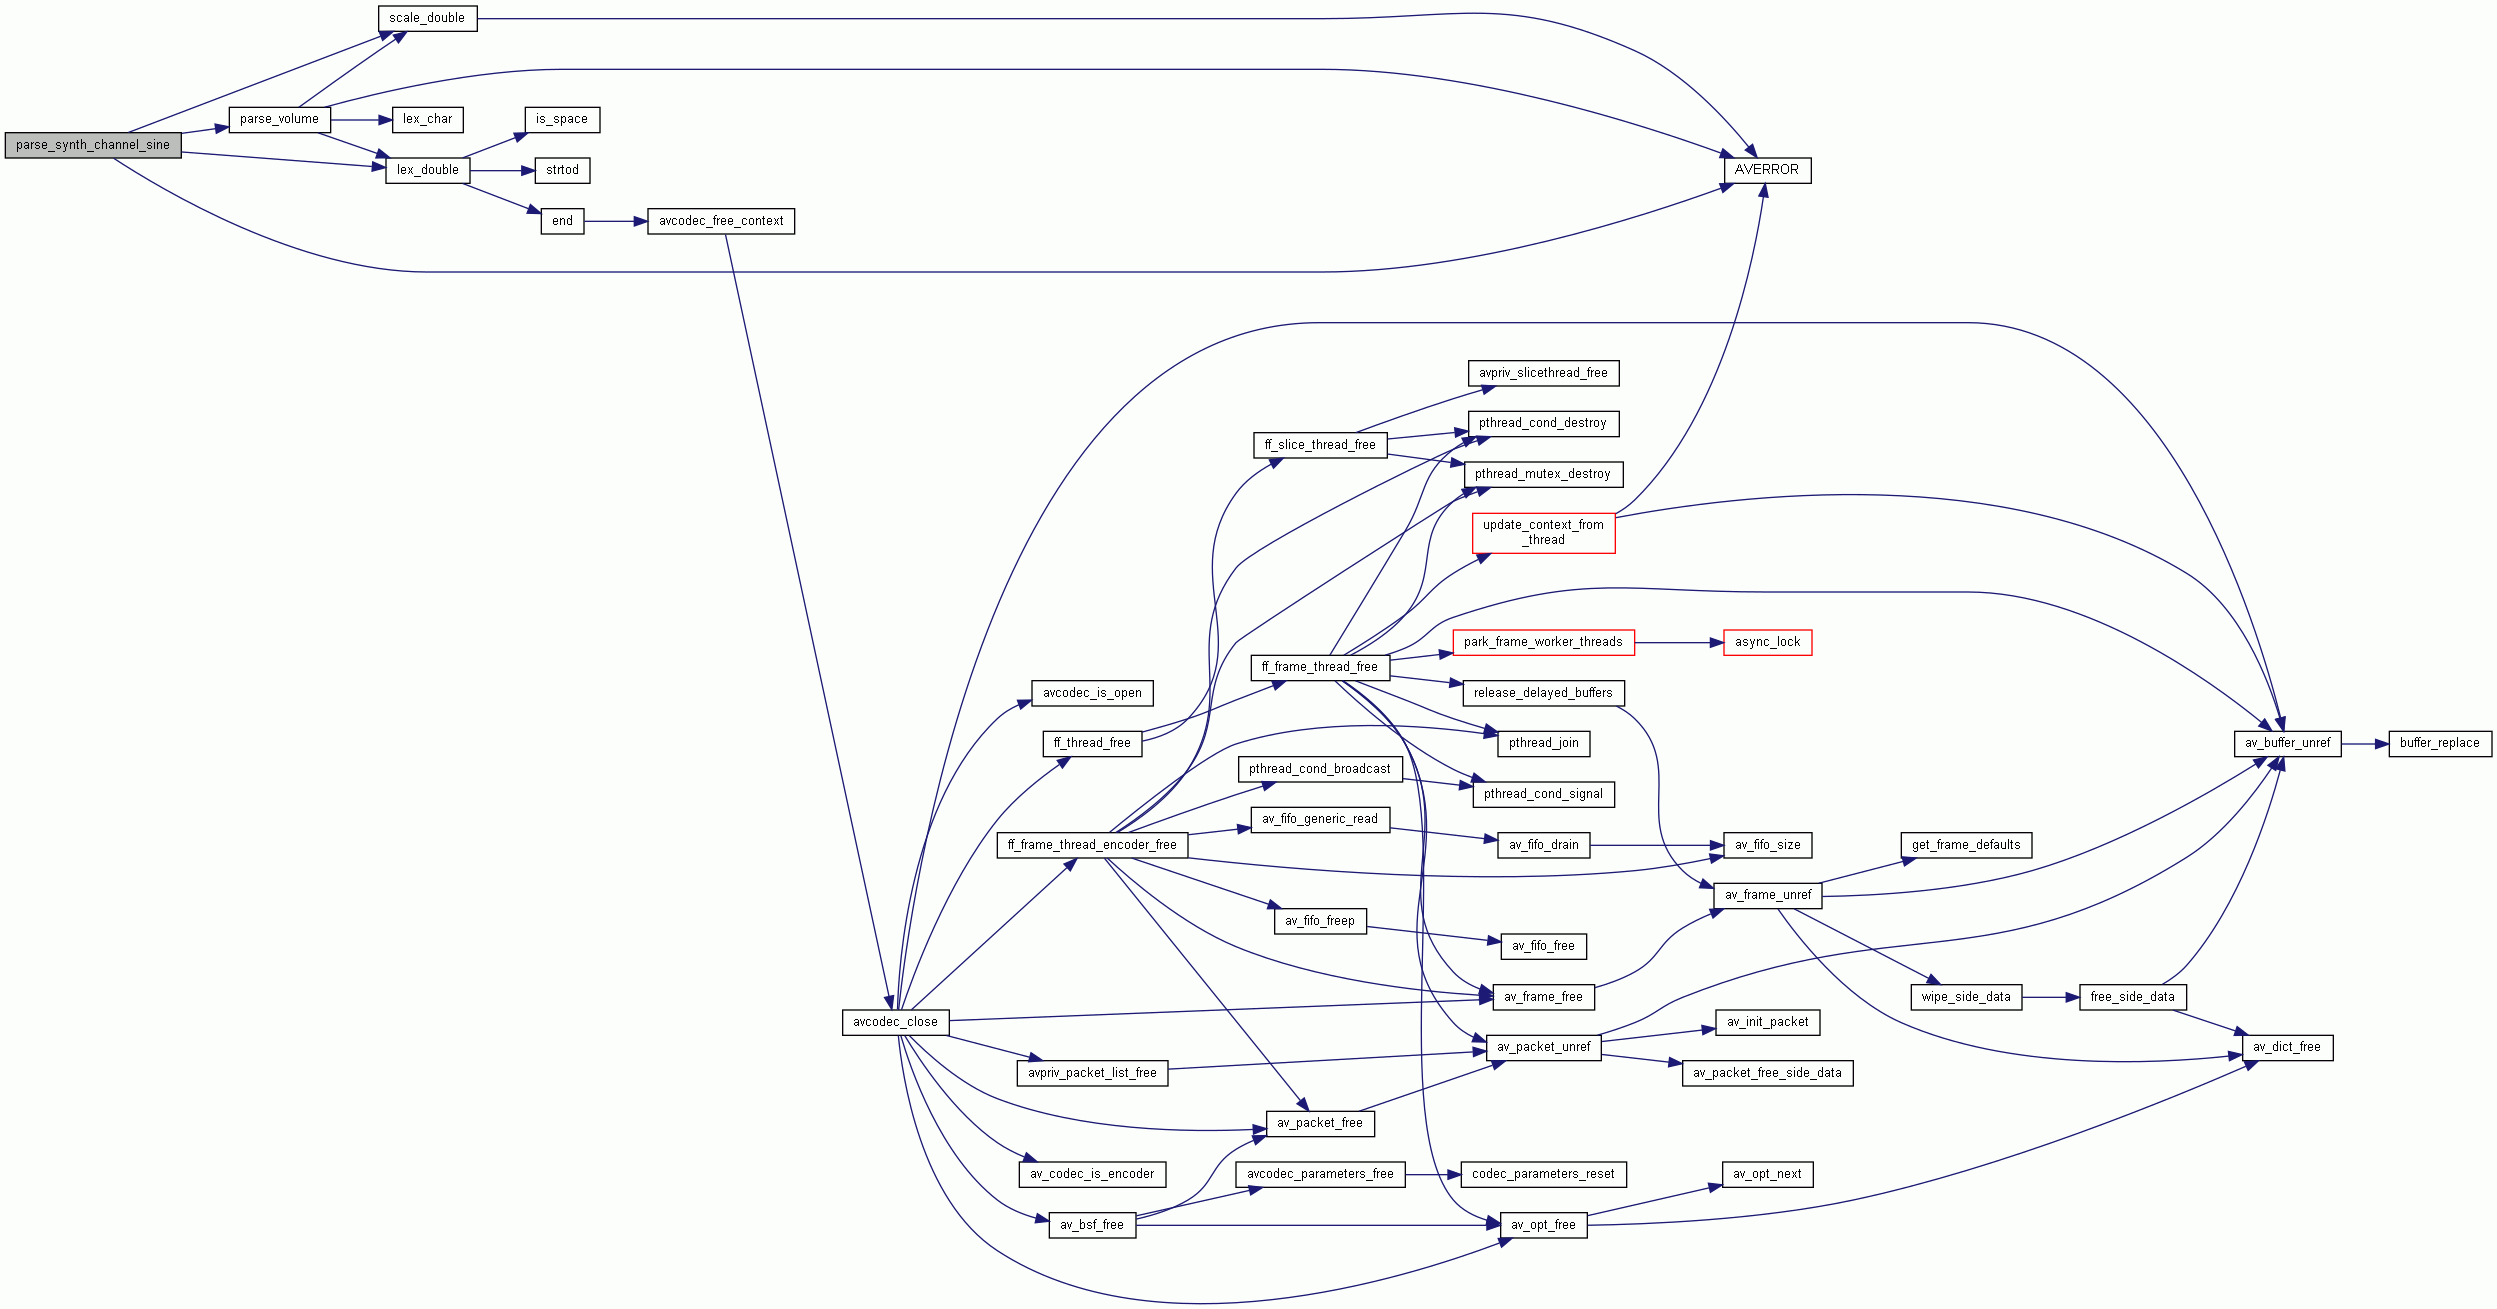 scale_double
parse_volume
lex_char
is_space
parse_synth_channel_sine
lex_double
strtod
AVERROR
end
avcodec_free_context
avpriv_slicethread_free
pthread_cond_destroy
ff_slice_thread_free
pthread_mutex_destroy
update_context_from
_thread
park_frame_worker_threads
async_lock
ff_frame_thread_free
avcodec_is_open
release_delayed_buffers
ff_thread_free
pthread_join
av_buffer_unref
buffer_replace
pthread_cond_broadcast
pthread_cond_signal
av_fifo_generic_read
ff_frame_thread_encoder_free
av_fifo_drain
av_fifo_size
get_frame_defaults
av_frame_unref
av_fifo_freep
av_fifo_free
av_frame_free
wipe_side_data
free_side_data
avcodec_close
av_init_packet
av_packet_unref
av_dict_free
avpriv_packet_list_free
av_packet_free_side_data
av_packet_free
av_codec_is_encoder
avcodec_parameters_free
codec_parameters_reset
av_opt_next
av_bsf_free
av_opt_free